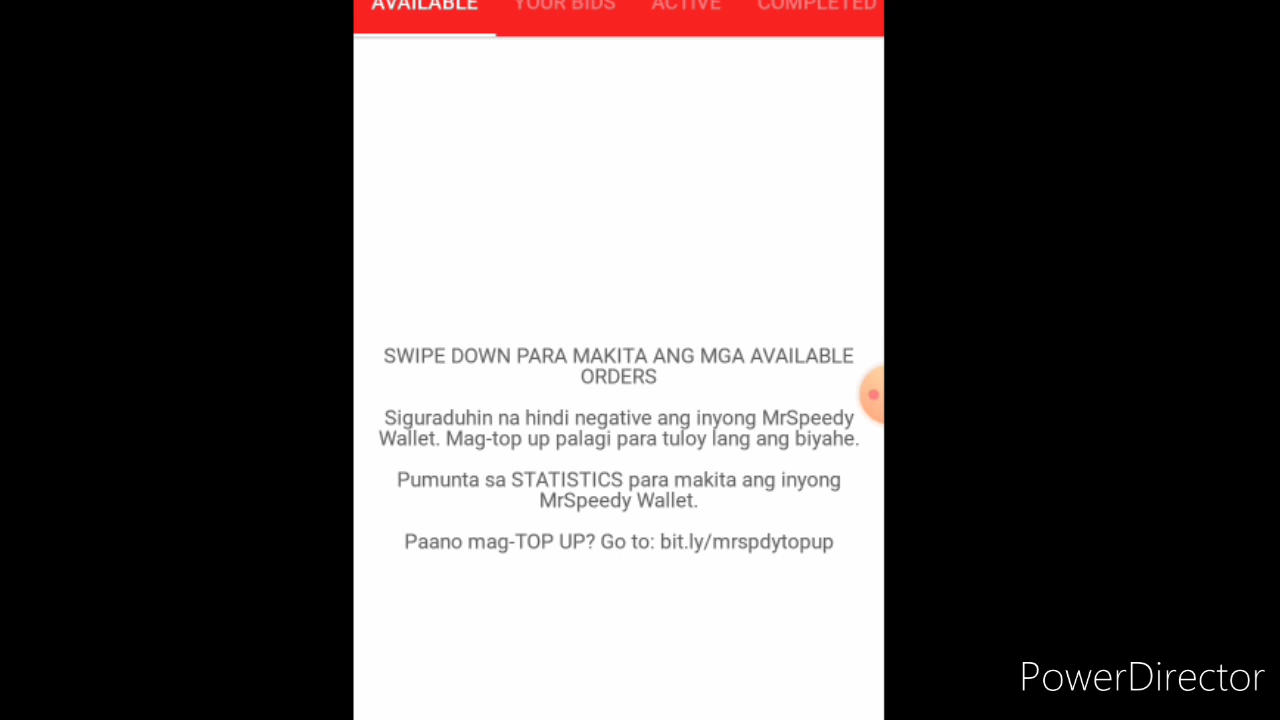 AVAILABLE YOUR BIDS ACTIVE COMPLETED
SWIPE DOWN PARA MAKITA ANG MGA AVAILABLE
ORDERS
Siguraduhin na hindi negative ang inyong MrSpeedy
Wallet. Mag-top up palagi para tuloy lang ang biyahe.
Pumunta sa STATISTICS para makita ang inyong
MrSpeedy Wallet.
Paano mag-TOP UP? Go to: bit.ly/mrspdytopup
PowerDirector